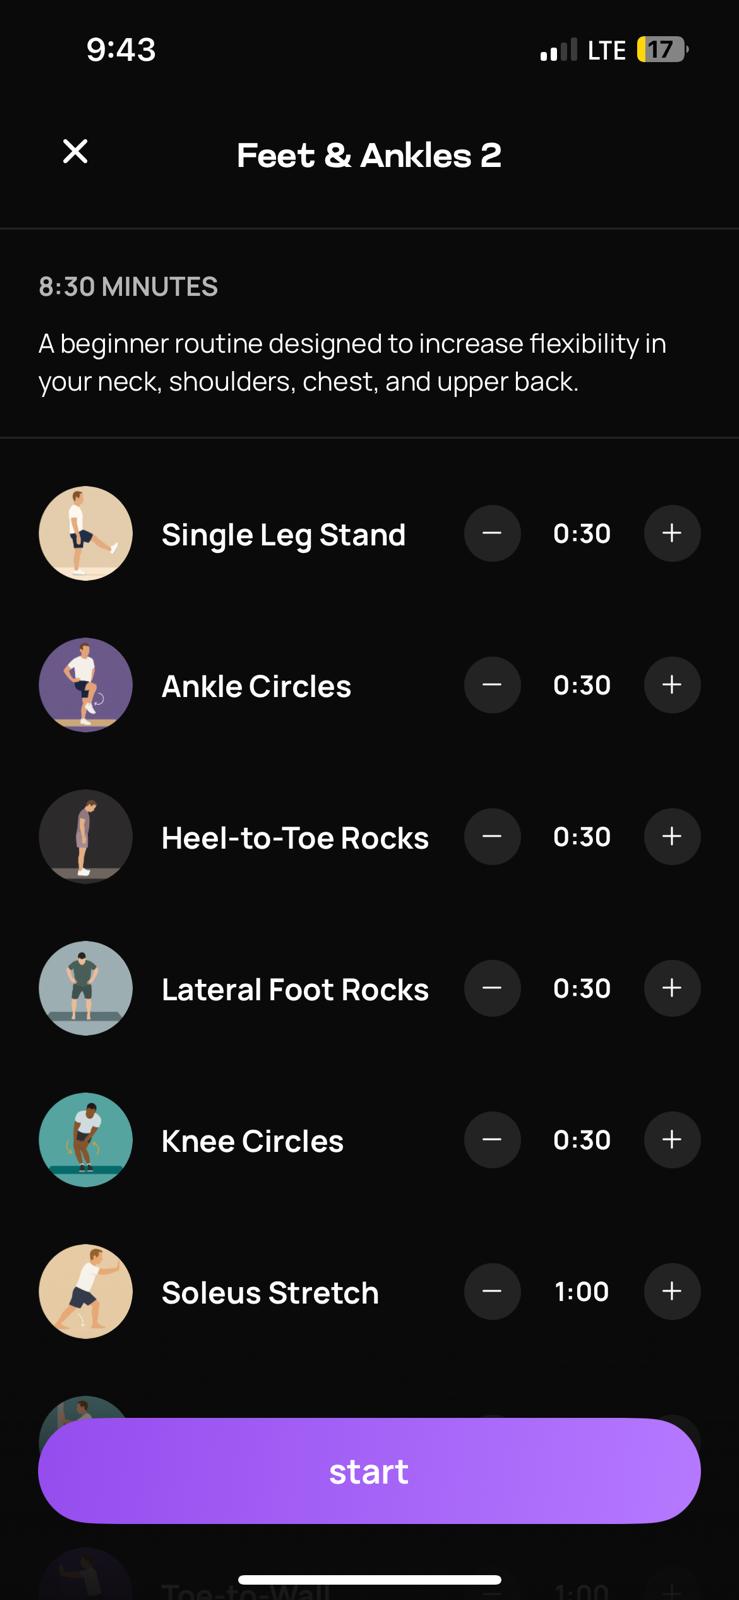 9:43
LTE 17
Feet & Ankles 2
8:30 MINUTES
A beginner routine designed to increase flexibility in
your neck, shoulders, chest, and upper back.
Single Leg Stand
0:30
Ankle Circles
0:30
Heel-to-Toe Rocks
0:30
Lateral Foot Rocks
0:30
Knee Circles
0:30
Soleus Stretch
1:00
start
Toe-to-Wall
1:00